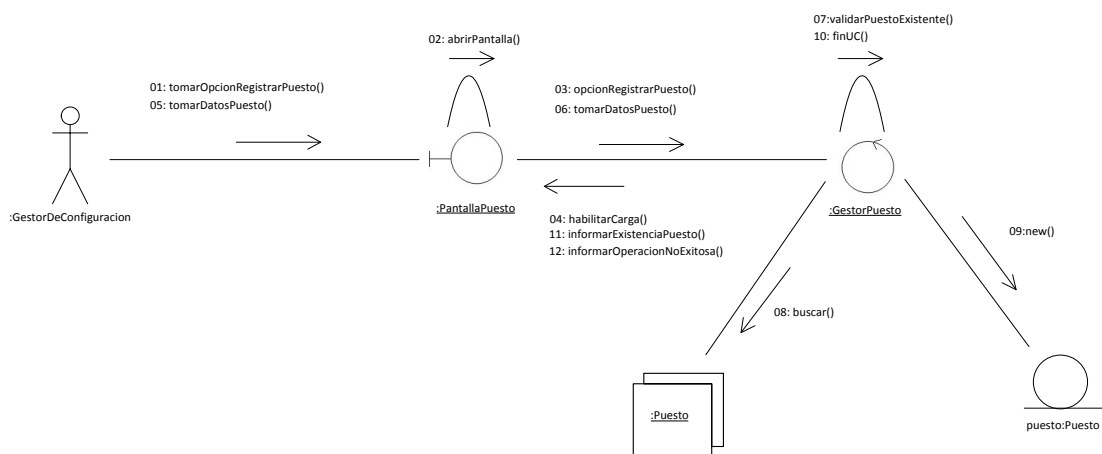 07:validarPuestoExistente()
10: finUC()
02: abrirPantalla()
01: tomarOpcionRegistrarPuesto()
05: tomarDatosPuesto()
03: opcionRegistrarPuesto()
06: tomarDatosPuesto()
:GestorDeConfiguracion
:PantallaPuesto
:GestorPuesto
04: habilitarCarga()
11: informarExistenciaPuesto()
12: informarOperacionNoExitosa()
09:new()
08: buscar()
:Puesto
puesto:Puesto